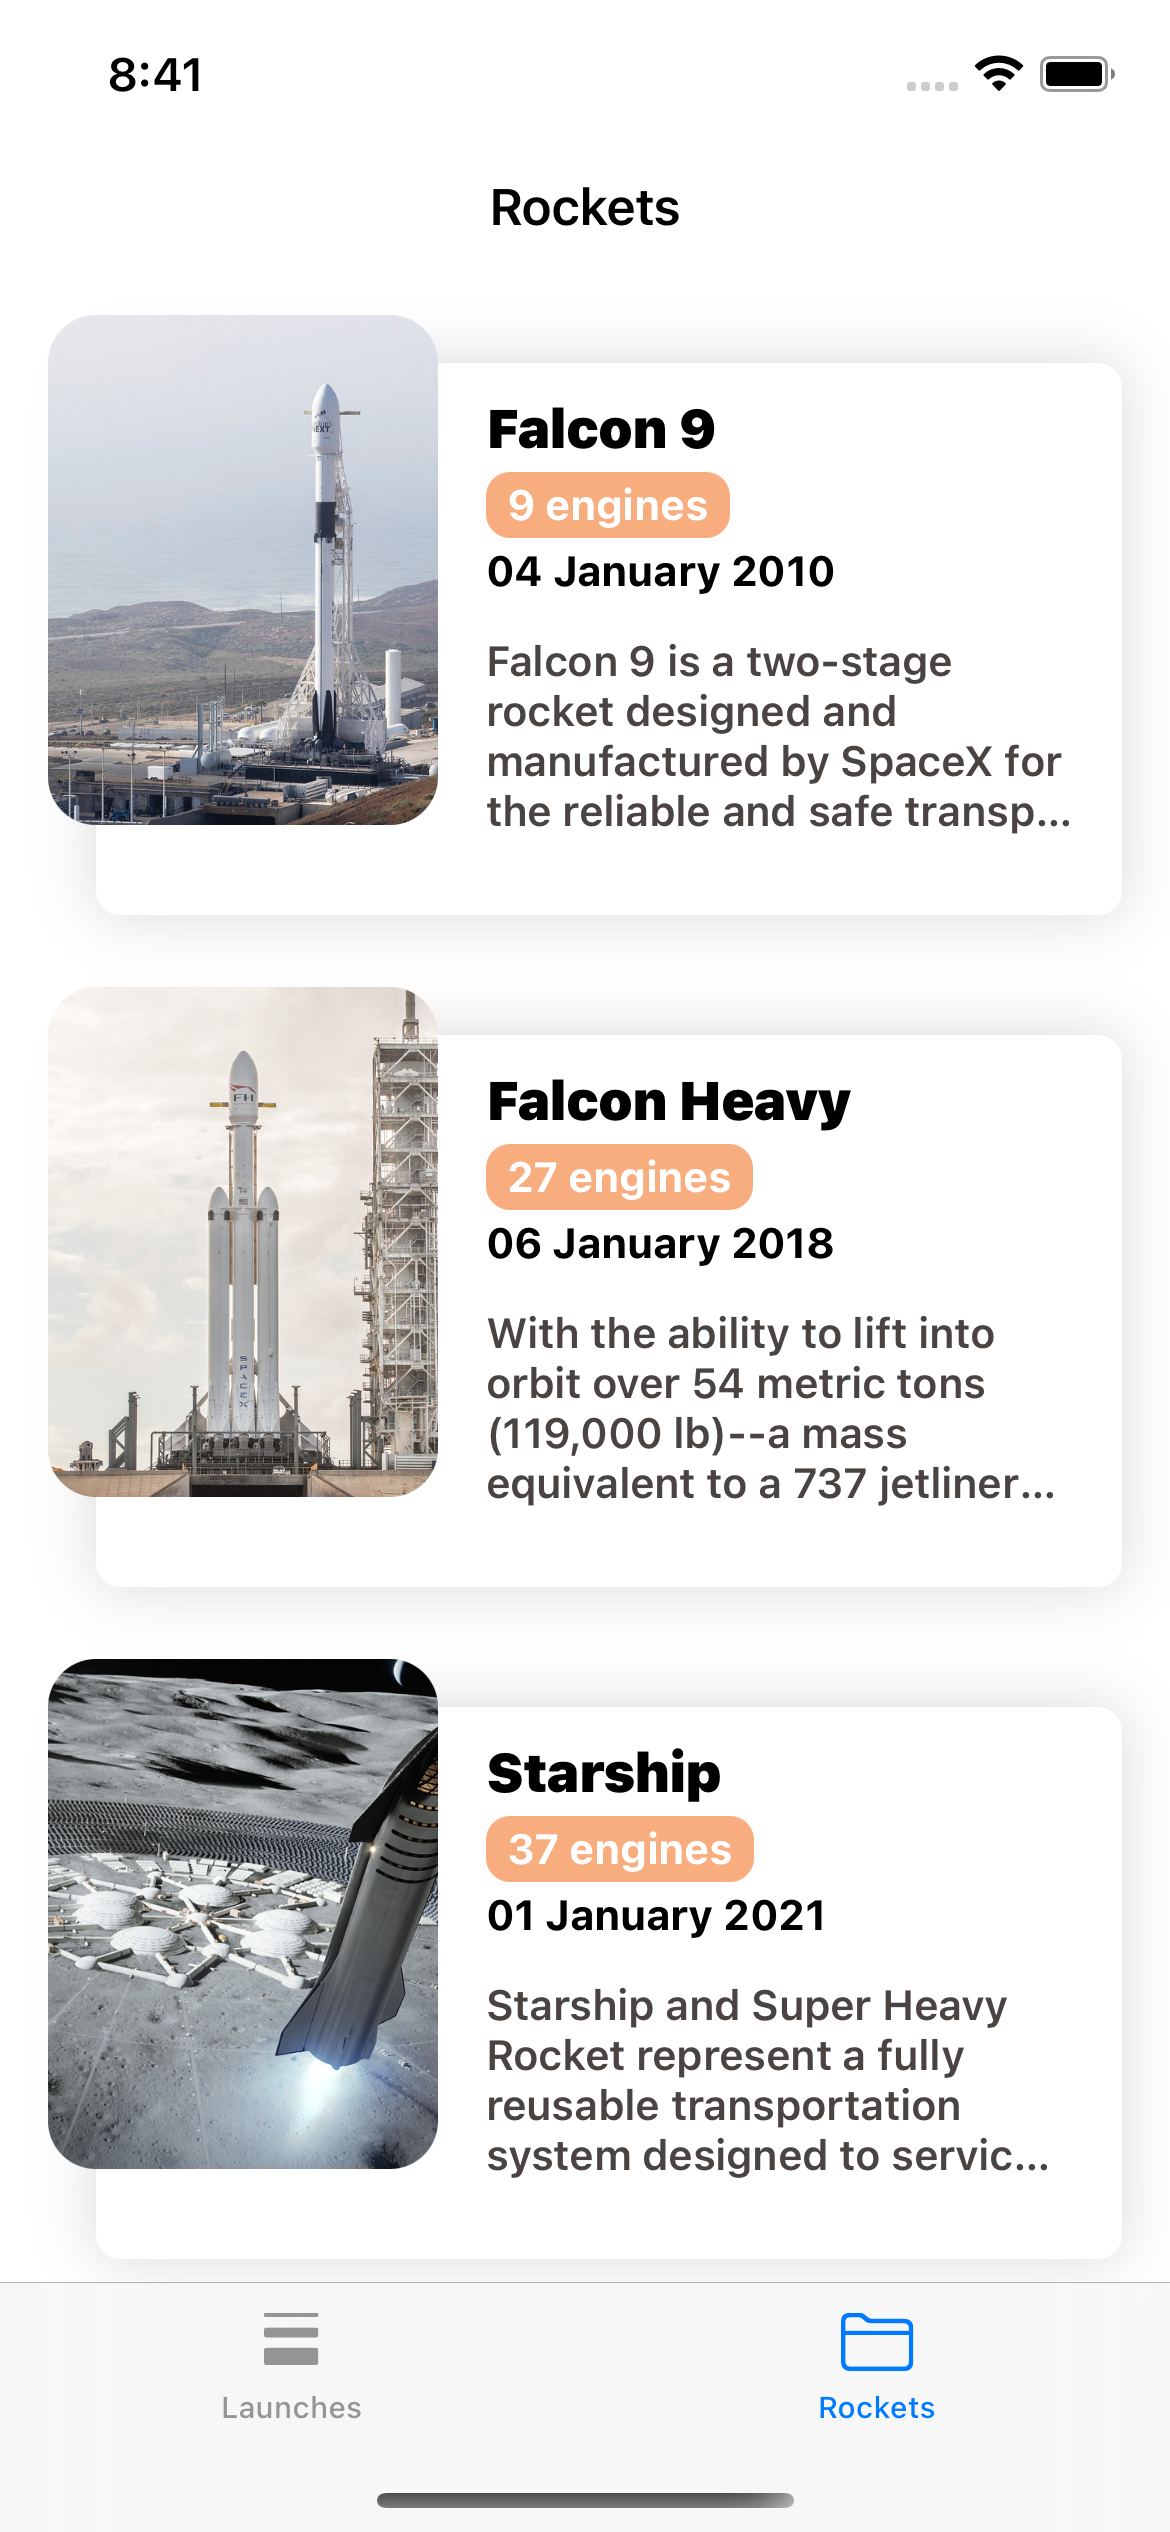 8:41
Rockets
Falcon 9
9 engines
04 January 2010
Falcon 9 is a two-stage
rocket designed and
manufactured by SpaceX for
the reliable and safe transp...
FH
SPACEX
Falcon Heavy
27 engines
06 January 2018
With the ability to lift into
orbit over 54 metric tons
(119,000 lb)--a mass
equivalent to a 737 jetliner...
Starship
37 engines
01 January 2021
Starship and Super Heavy
Rocket represent a fully
reusable transportation
system designed to servic...
Launches
Rockets